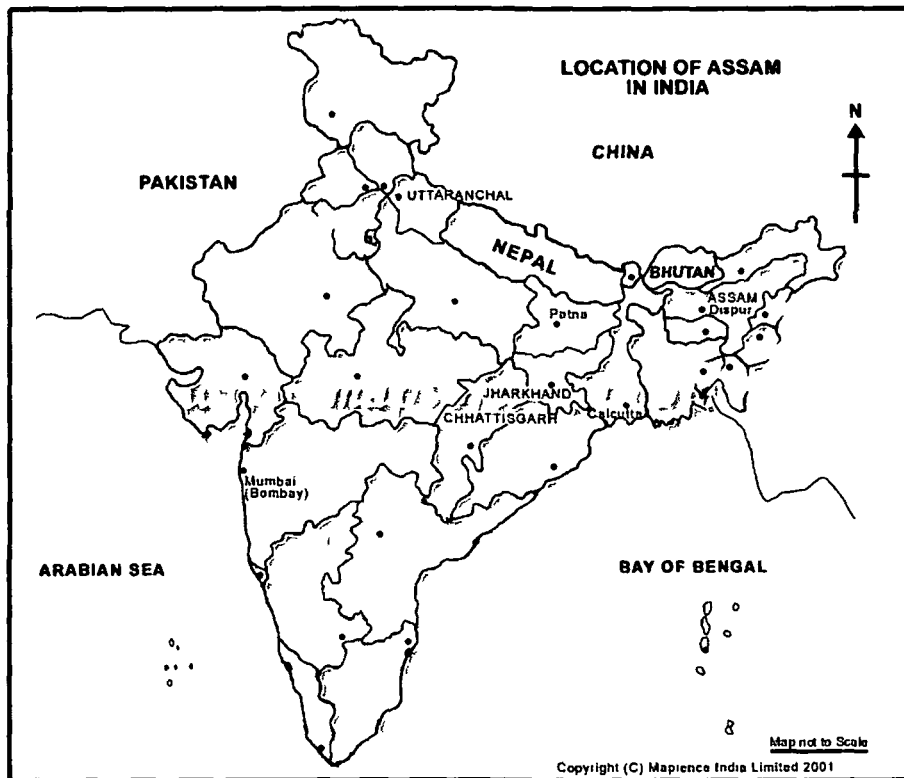 LOCATION OF ASSAM
IN INDIA
N
CHINA
PAKISTAN
UTTARANCHAL
NEPAL
BHUTAN
ASSAM
Dispur
Patna
JHARKHAND
CHHATTISGARH
Calcutta
Mumbai
(Bombay)
ARABIAN SEA
BAY OF BENGAL
Map not to Scale
Copyright (C) Maprence India Limited 2001